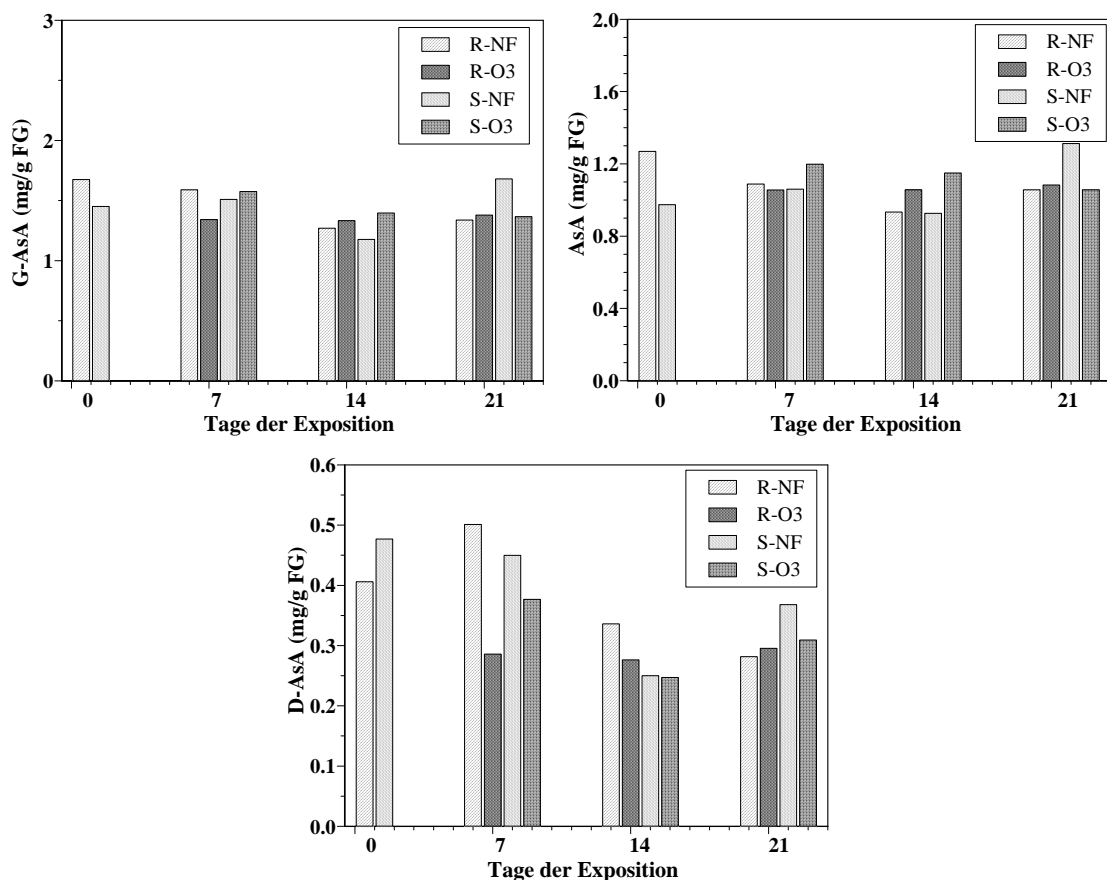 G-AsA (mg/g FG)
3
2
1
0
R-NF
R-O3
S-NF
S-O3
0 7 14 21
Tage der Exposition
AsA (mg/g FG)
2.0
1.6
1.2
0.8
0.4
0.0
R-NF
R-O3
S-NF
S-O3
0 7 14 21
Tage der Exposition
D-AsA (mg/g FG)
0.6
0.5
0.4
0.3
0.2
0.1
0.0
R-NF
R-O3
S-NF
S-O3
0 7 14 21
Tage der Exposition